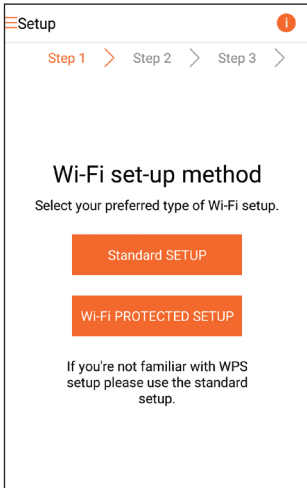 Setup
i
Step 1 Step 2 Step 3
Wi-Fi set-up method
Select your preferred type of Wi-Fi setup.
Standard SETUP
Wi-Fi PROTECTED SETUP
If you're not familiar with WPS
setup please use the standard
setup.